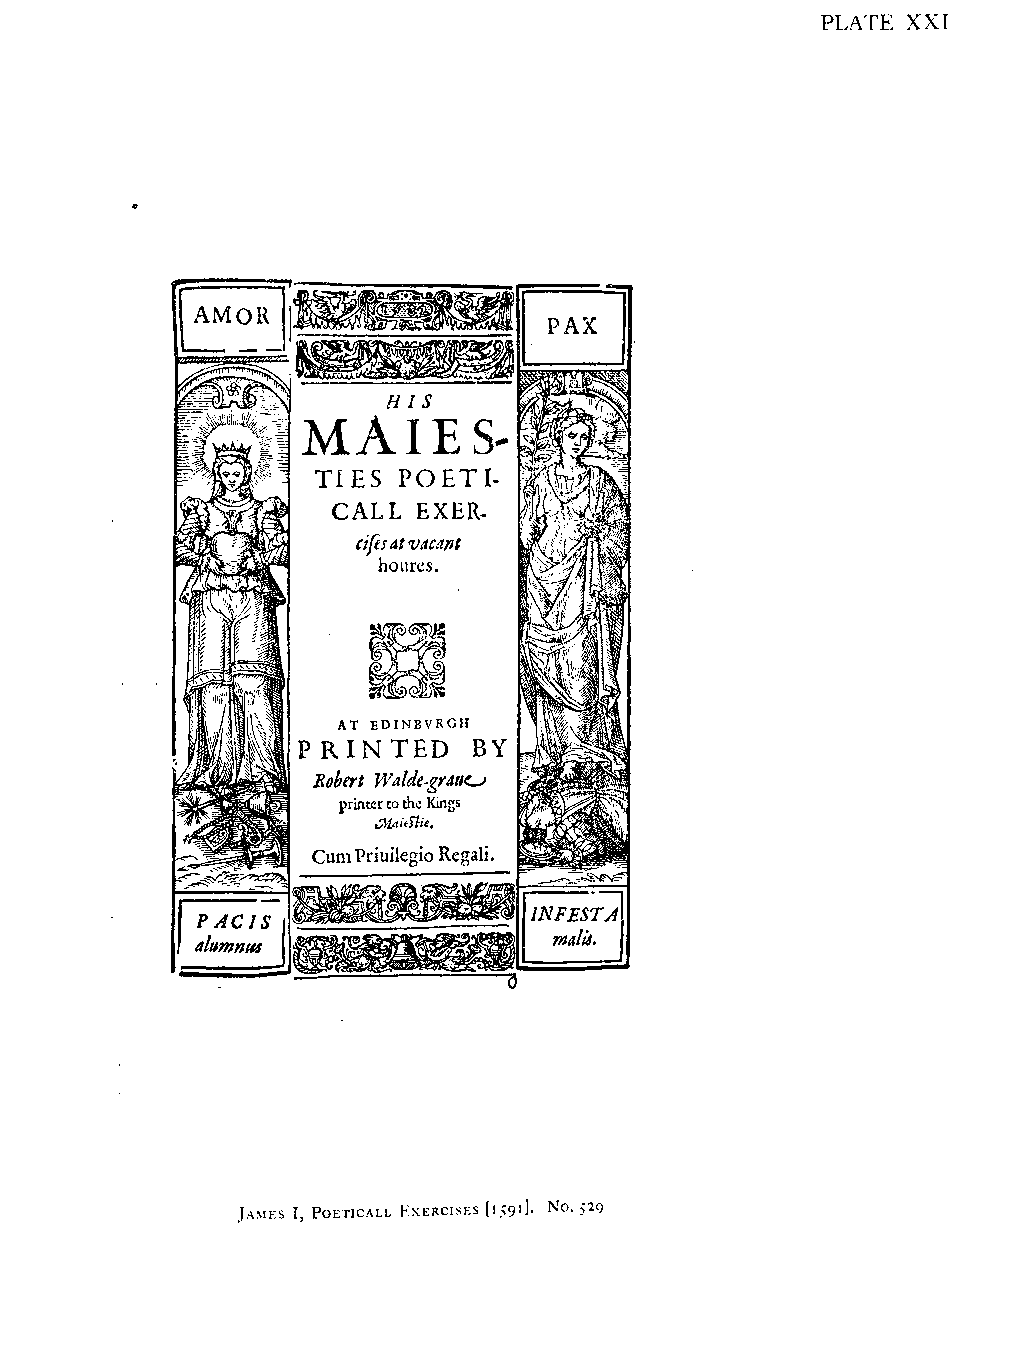 PLATE XXI
AMOR
PAX
HIS
MAIES-
TIES POETI-
CALL EXER-
ciſes at vacant
houres.
AT EDINBVRGH
PRINTED BY
Robert Walde-graue
printer to the Kings
Maieſtie.
Cum Priuilegio Regali.
PACIS
alumnus
INFESTA
malis.
JAMES I, POETICALL EXERCISES [1591]. No. 529